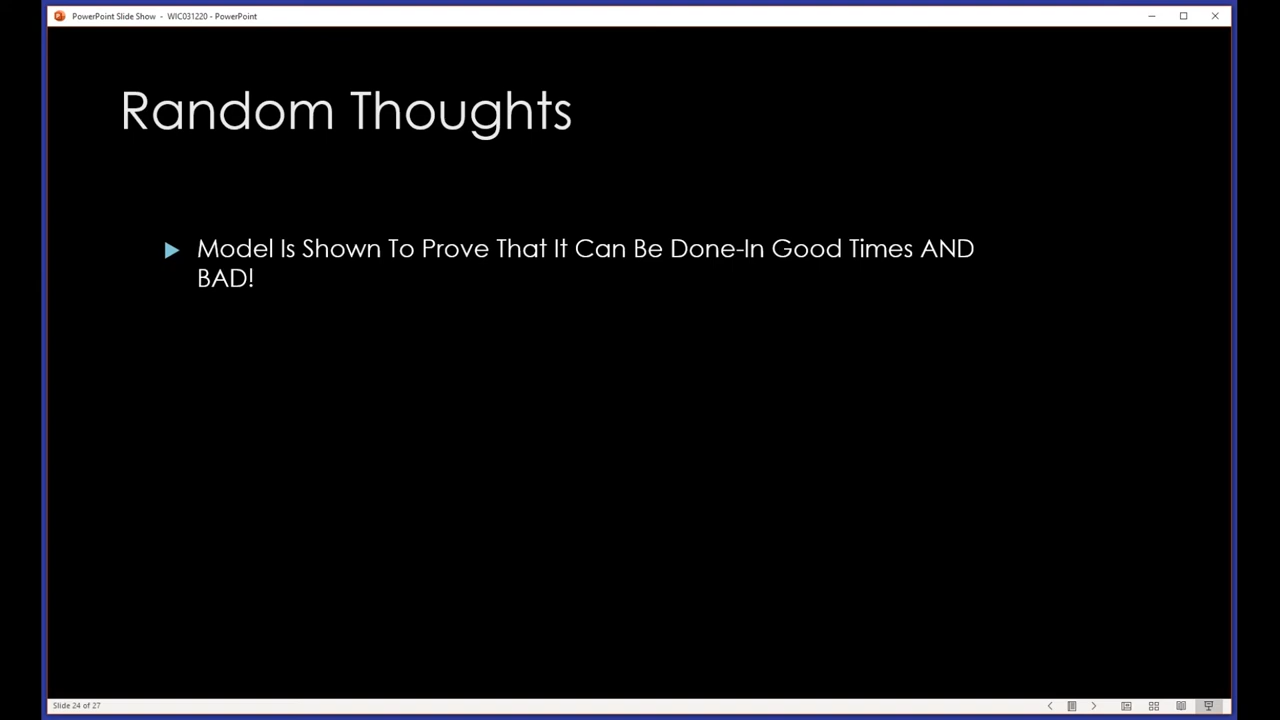 PowerPoint Slide Show - WIC031220 - PowerPoint
Random Thoughts
Model Is Shown To Prove That It Can Be Done-In Good Times AND
BAD!
Slide 24 of 27